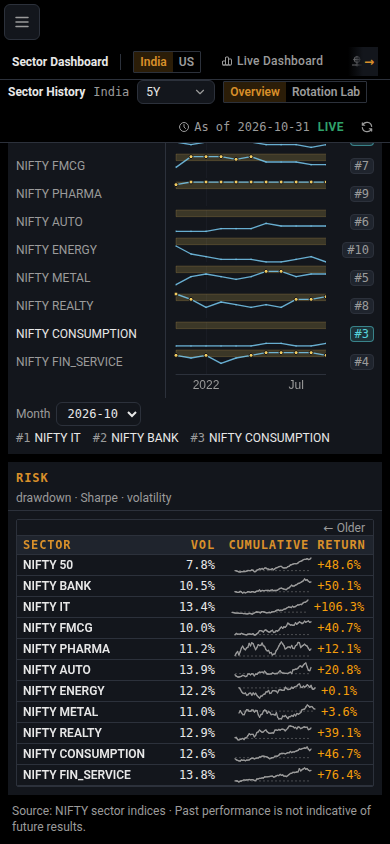 Sector Dashboard India US Live Dashboard →
Sector History India 5Y Overview Rotation Lab
As of 2026-10-31 LIVE
NIFTY FMCG #7
NIFTY PHARMA #9
NIFTY AUTO #6
NIFTY ENERGY #10
NIFTY METAL #5
NIFTY REALTY #8
NIFTY CONSUMPTION #3
NIFTY FIN_SERVICE #4
2022 Jul
Month 2026-10
#1 NIFTY IT #2 NIFTY BANK #3 NIFTY CONSUMPTION
RISK
drawdown · Sharpe · volatility
← Older
SECTOR VOL CUMULATIVE RETURN
NIFTY 50 7.8% +48.6%
NIFTY BANK 10.5% +50.1%
NIFTY IT 13.4% +106.3%
NIFTY FMCG 10.0% +40.7%
NIFTY PHARMA 11.2% +12.1%
NIFTY AUTO 13.9% +20.8%
NIFTY ENERGY 12.2% +0.1%
NIFTY METAL 11.0% +3.6%
NIFTY REALTY 12.9% +39.1%
NIFTY CONSUMPTION 12.6% +46.7%
NIFTY FIN_SERVICE 13.8% +76.4%
Source: NIFTY sector indices · Past performance is not indicative of
future results.